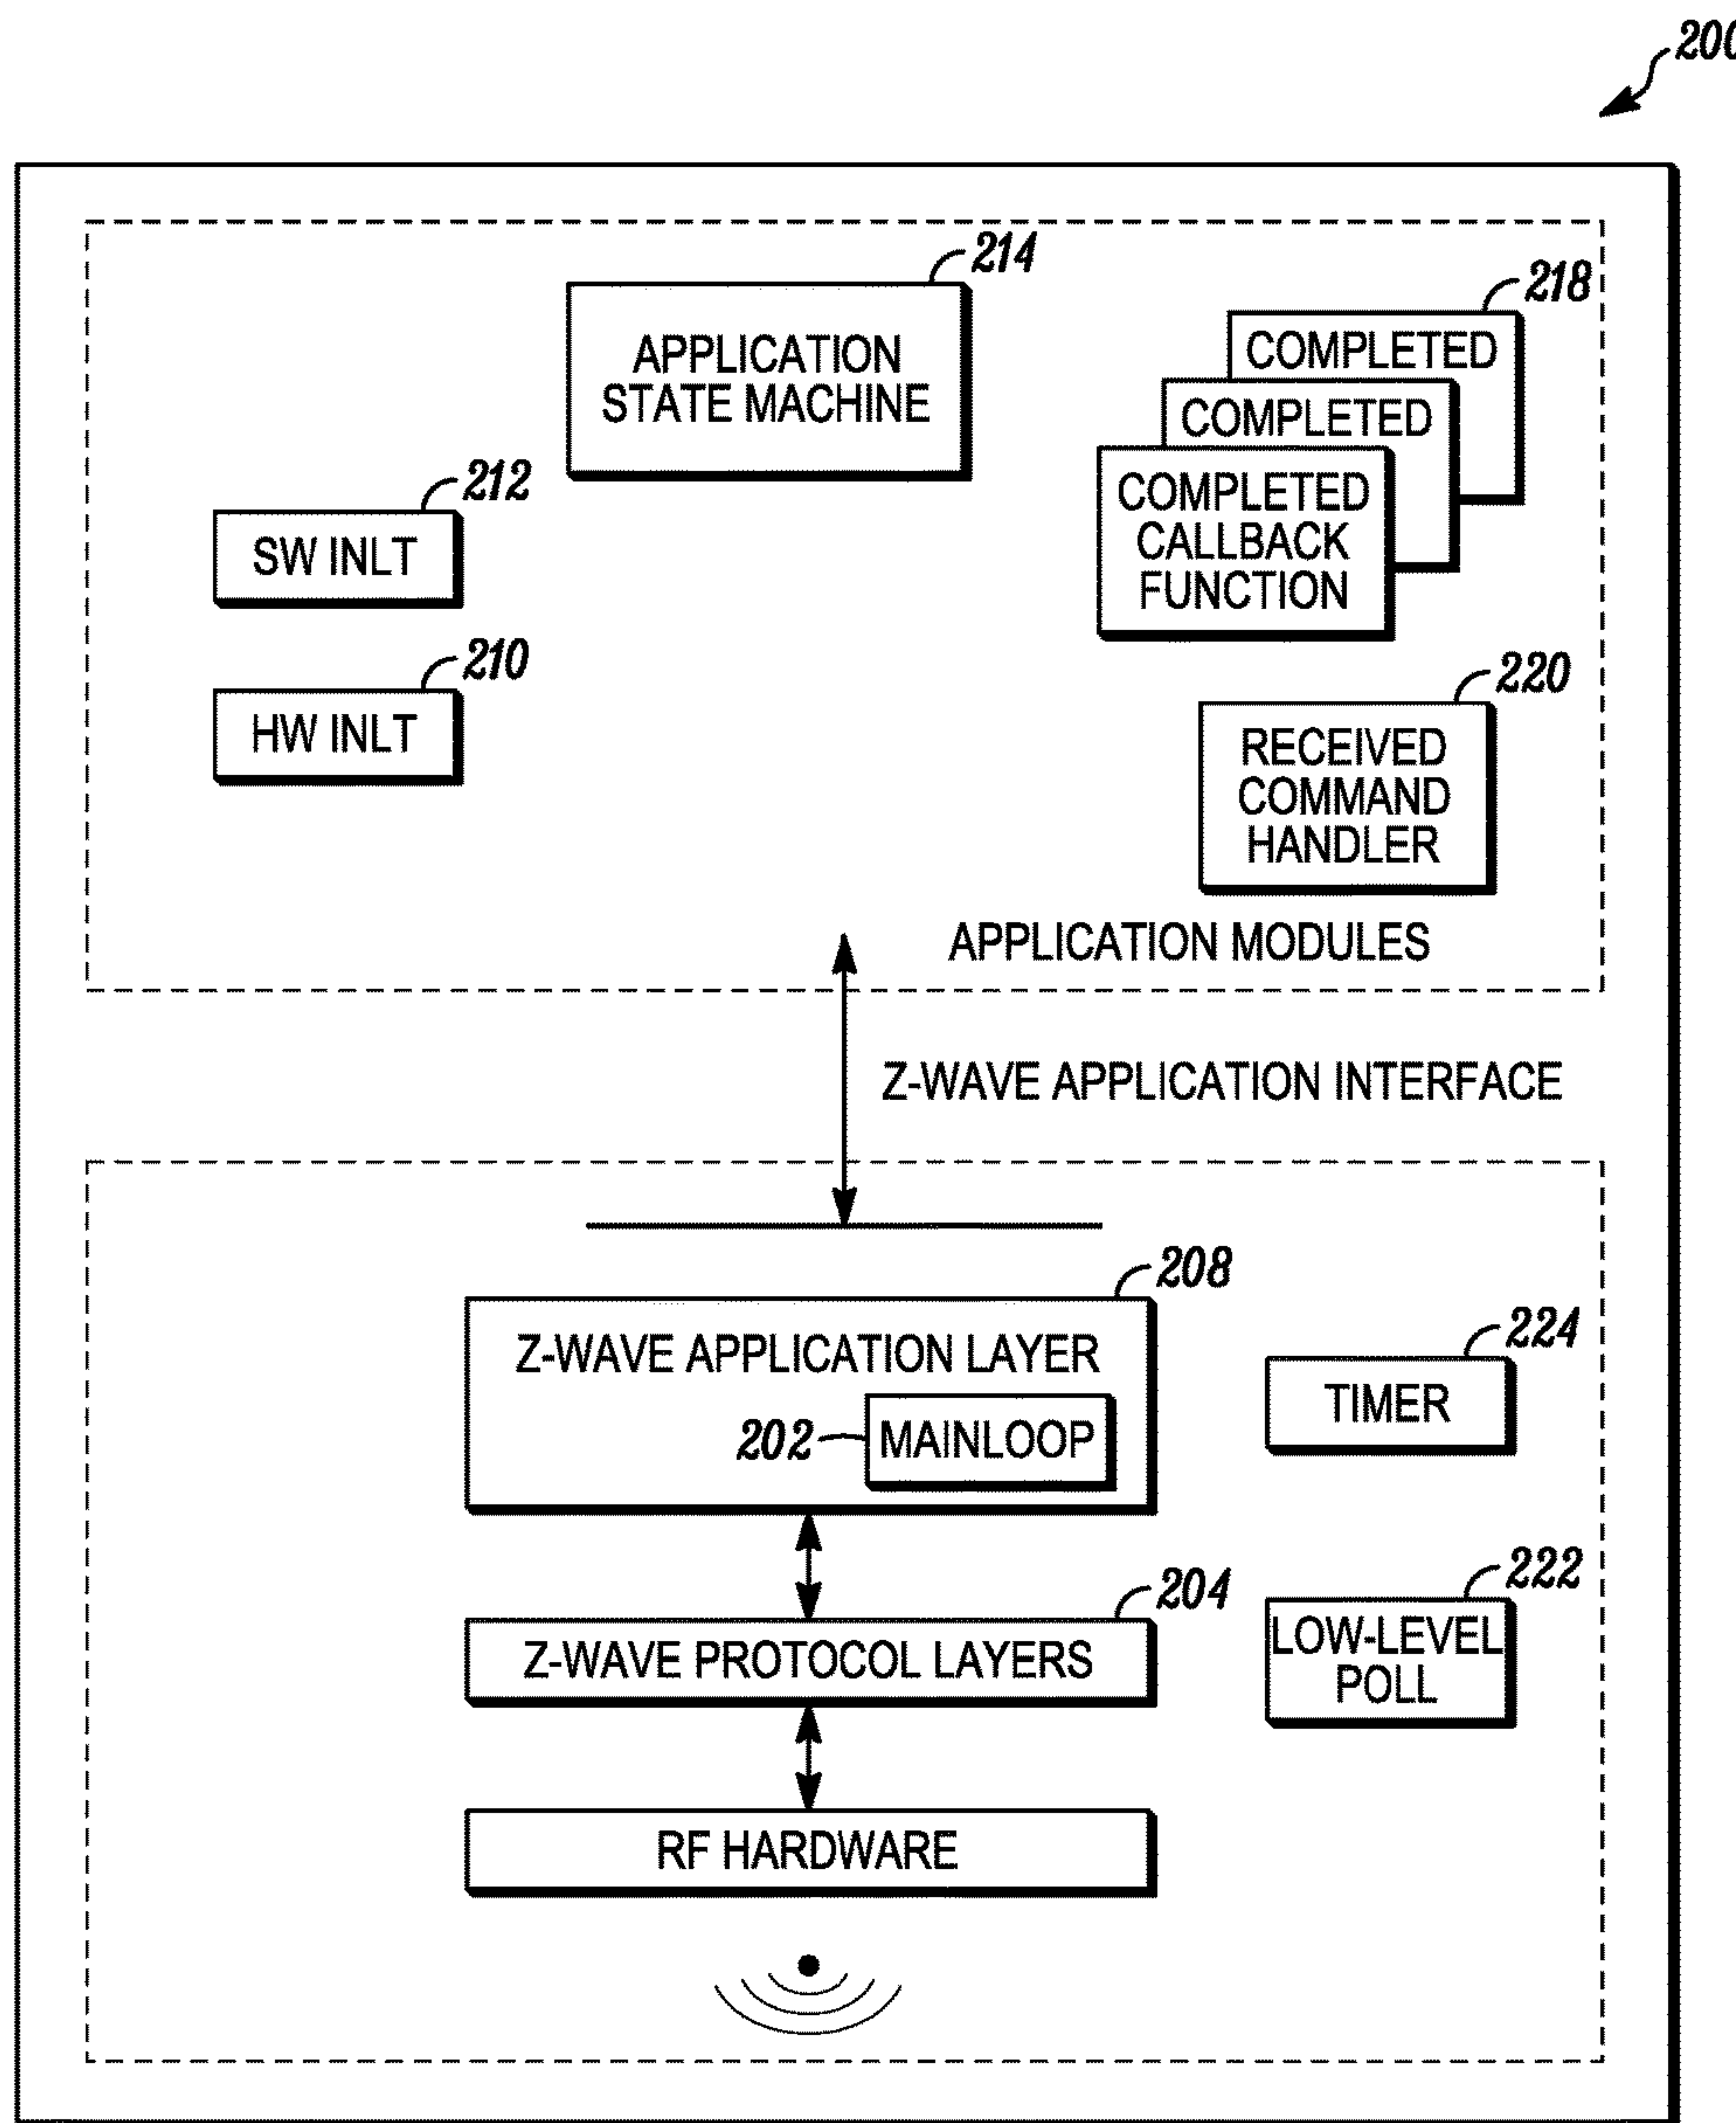 200
214
APPLICATION
STATE MACHINE
218
COMPLETED
COMPLETED
COMPLETED
CALLBACK
FUNCTION
212
SW INLT
210
HW INLT
220
RECEIVED
COMMAND
HANDLER
APPLICATION MODULES
Z-WAVE APPLICATION INTERFACE
208
Z-WAVE APPLICATION LAYER
202
MAINLOOP
224
TIMER
204
Z-WAVE PROTOCOL LAYERS
222
LOW-LEVEL
POLL
RF HARDWARE